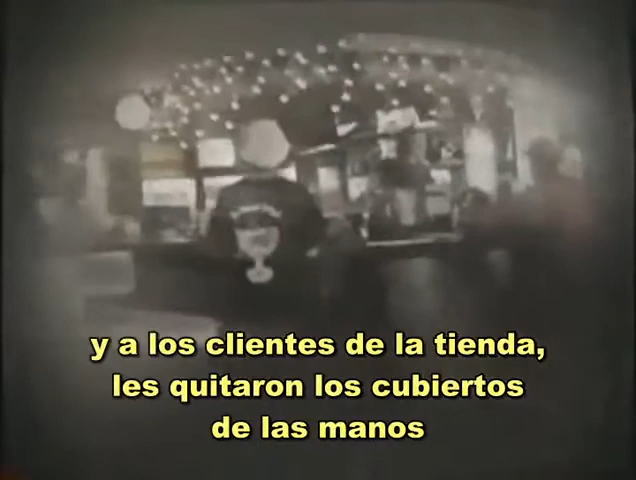 y a los clientes de la tienda,
les quitaron los cubiertos
de las manos